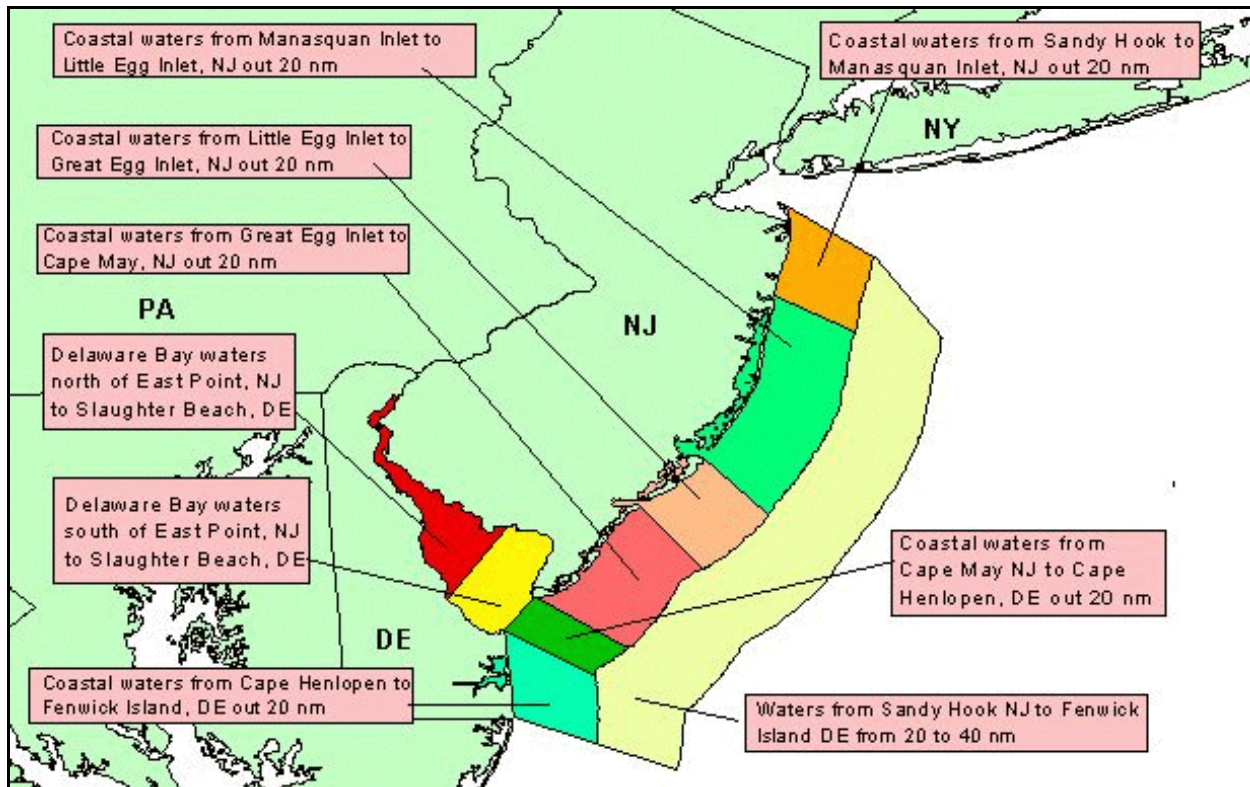 Coastal waters from Manasquan Inlet to
Little Egg Inlet, NJ out 20 nm
Coastal waters from Sandy Hook to
Manasquan Inlet, NJ out 20 nm
NY
Coastal waters from Little Egg Inlet to
Great Egg Inlet, NJ out 20 nm
Coastal waters from Great Egg Inlet to
Cape May, NJ out 20 nm
PA
NJ
Delaware Bay waters
north of East Point, NJ
to Slaughter Beach, DE
Delaware Bay waters
south of East Point, NJ
to Slaughter Beach, DE
Coastal waters from
Cape May NJ to Cape
Henlopen, DE out 20 nm
DE
Coastal waters from Cape Henlopen to
Fenwick Island, DE out 20 nm
Waters from Sandy Hook NJ to Fenwick
Island DE from 20 to 40 nm